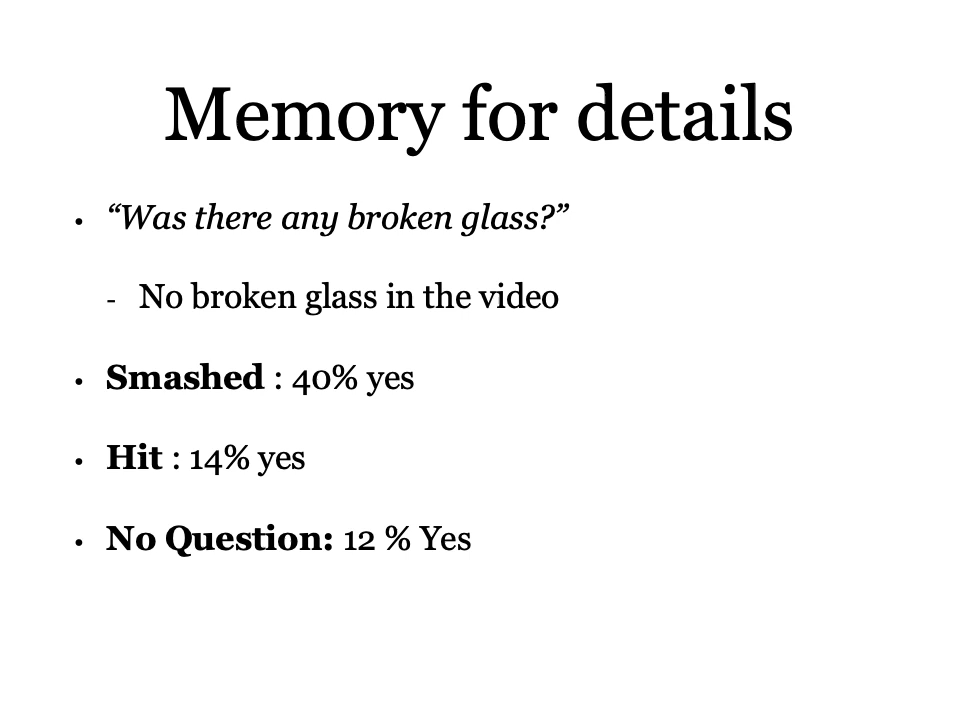 Memory for details
• “Was there any broken glass?”
- No broken glass in the video
• Smashed : 40% yes
• Hit : 14% yes
• No Question: 12 % Yes